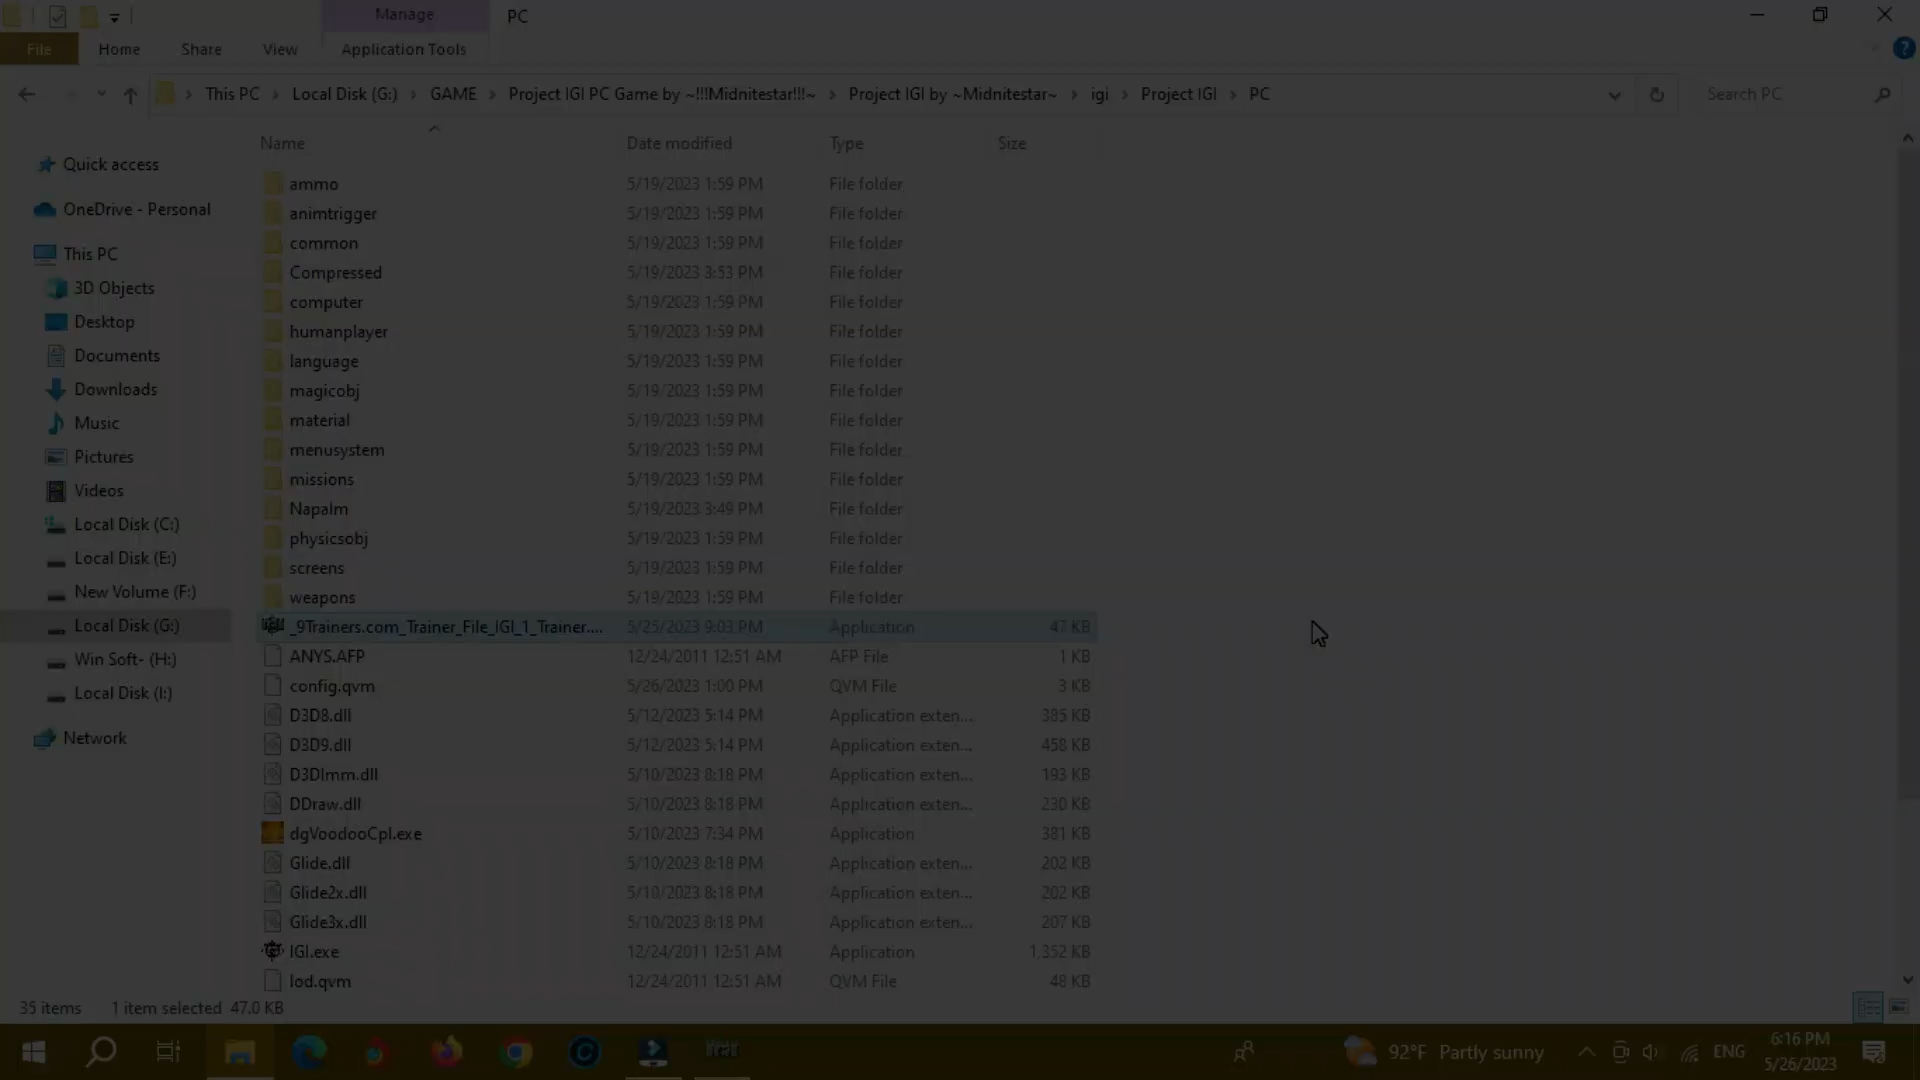 Manage
PC
File
Home
Share
View
Application Tools
This PC
Local Disk (G:)
GAME
Project IGI PC Game by ~!!!Midnitestar!!!~
Project IGI by ~Midnitestar~
igi
Project IGI
PC
Search PC
Name
Date modified
Type
Size
Quick access
OneDrive - Personal
This PC
3D Objects
Desktop
Documents
Downloads
Music
Pictures
Videos
Local Disk (C:)
Local Disk (E:)
New Volume (F:)
Local Disk (G:)
Win Soft- (H:)
Local Disk (I:)
Network
ammo 5/19/2023 1:59 PM File folder
animtrigger 5/19/2023 1:59 PM File folder
common 5/19/2023 1:59 PM File folder
Compressed 5/19/2023 3:53 PM File folder
computer 5/19/2023 1:59 PM File folder
humanplayer 5/19/2023 1:59 PM File folder
language 5/19/2023 1:59 PM File folder
magicobj 5/19/2023 1:59 PM File folder
material 5/19/2023 1:59 PM File folder
menusystem 5/19/2023 1:59 PM File folder
missions 5/19/2023 1:59 PM File folder
Napalm 5/19/2023 3:49 PM File folder
physicsobj 5/19/2023 1:59 PM File folder
screens 5/19/2023 1:59 PM File folder
weapons 5/19/2023 1:59 PM File folder
_9Trainers.com_Trainer_File_IGI_1_Trainer.... 5/25/2023 9:03 PM Application 47 KB
ANYS.AFP 12/24/2011 12:51 AM AFP File 1 KB
config.qvm 5/26/2023 1:00 PM QVM File 3 KB
D3D8.dll 5/12/2023 5:14 PM Application exten... 385 KB
D3D9.dll 5/12/2023 5:14 PM Application exten... 458 KB
D3DImm.dll 5/10/2023 8:18 PM Application exten... 193 KB
DDraw.dll 5/10/2023 8:18 PM Application exten... 230 KB
dgVoodooCpl.exe 5/10/2023 7:34 PM Application 381 KB
Glide.dll 5/10/2023 8:18 PM Application exten... 202 KB
Glide2x.dll 5/10/2023 8:18 PM Application exten... 202 KB
Glide3x.dll 5/10/2023 8:18 PM Application exten... 207 KB
IGI.exe 12/24/2011 12:51 AM Application 1,352 KB
lod.qvm 12/24/2011 12:51 AM QVM File 48 KB
35 items 1 item selected 47.0 KB
92°F Partly sunny
ENG
6:16 PM
5/26/2023